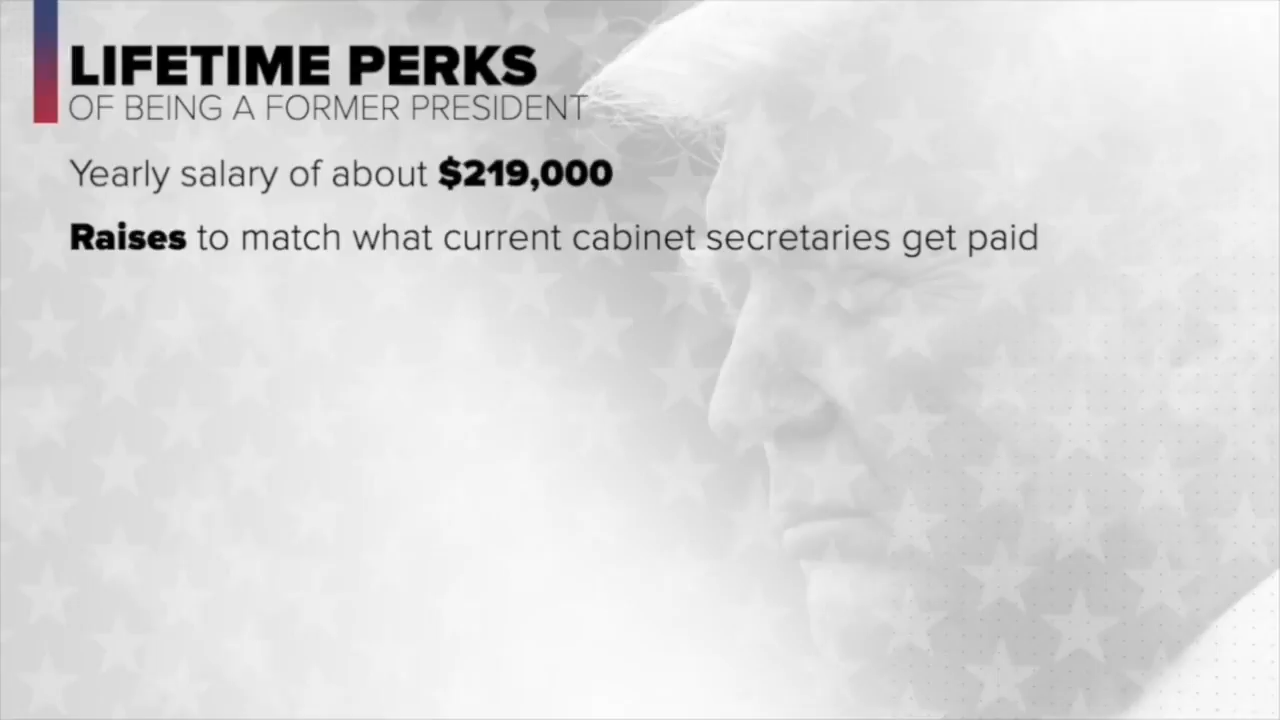 LIFETIME PERKS
OF BEING A FORMER PRESIDENT
Yearly salary of about $219,000
Raises to match what current cabinet secretaries get paid